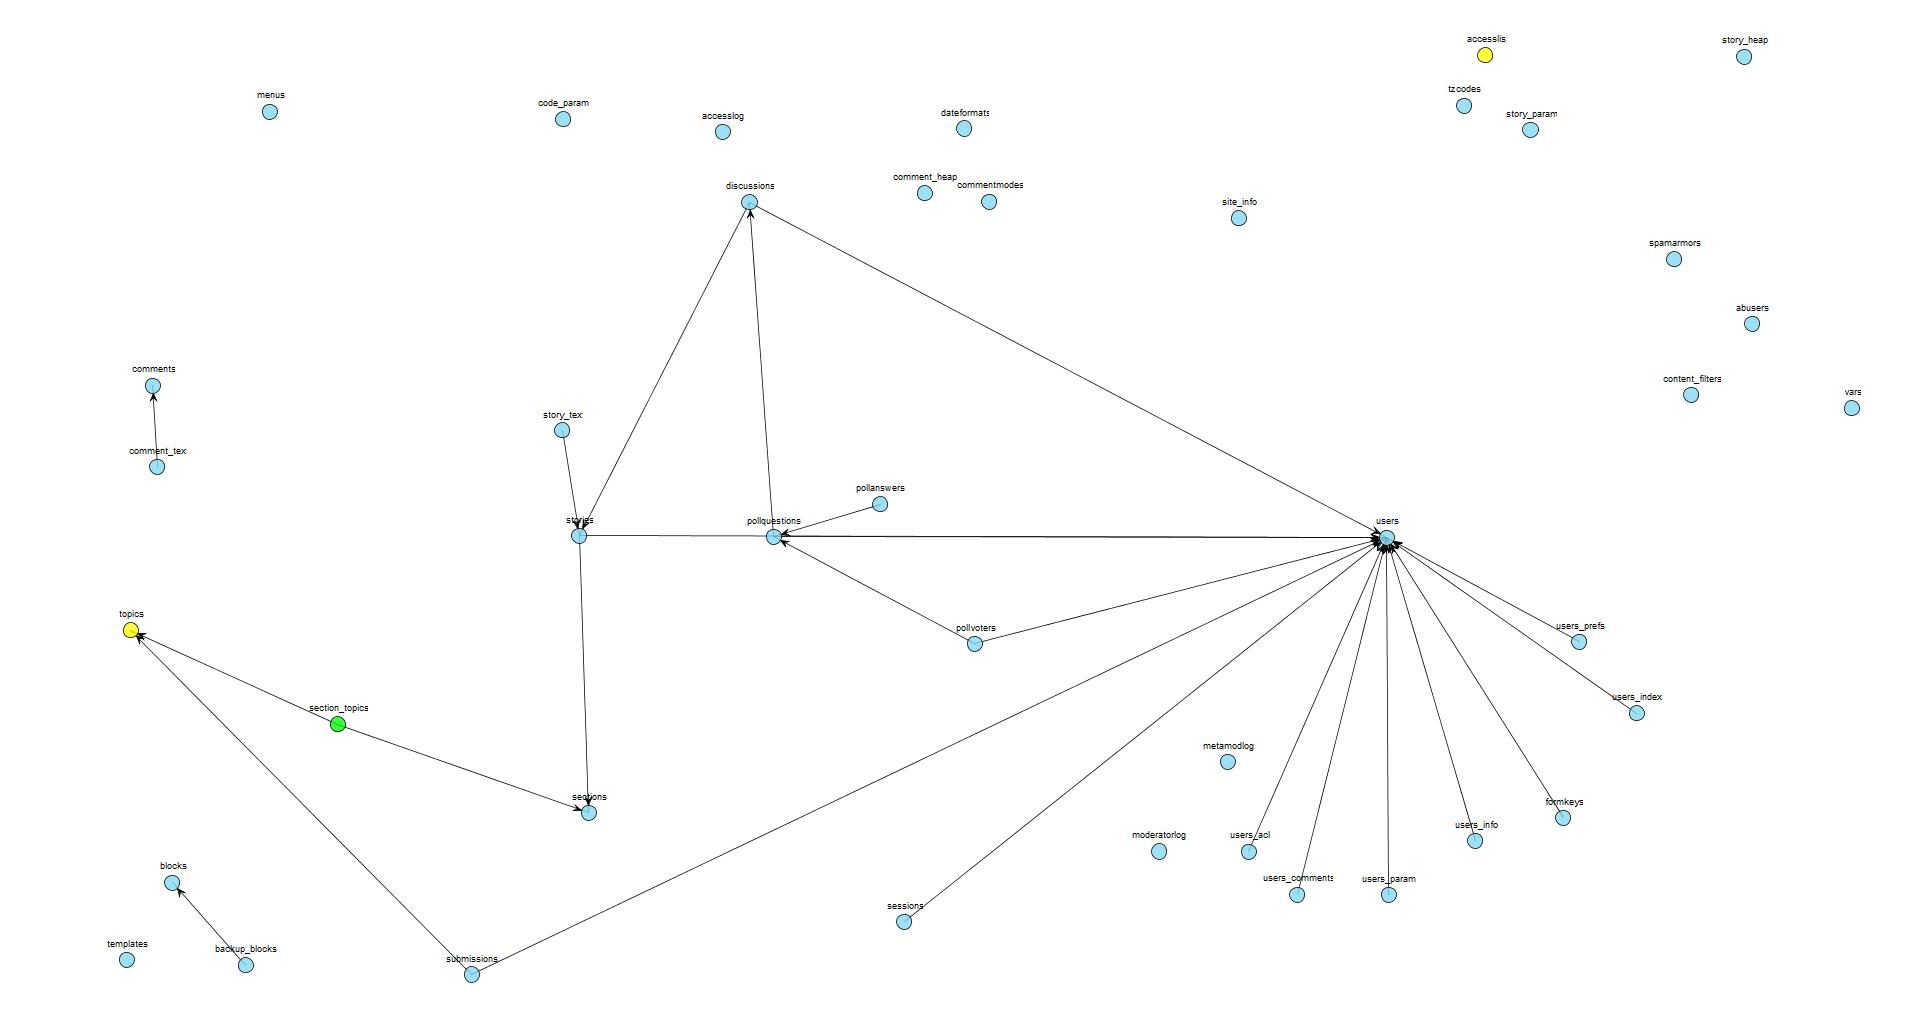 accesslis
story_heap
menus
code_param
tzcodes
accesslog
dateformats
story_param
discussions
comment_heap
commentmodes
site_info
spamarmors
abusers
comments
content_filters
vars
story_tex
comment_tex
pollanswers
stories
pollquestions
users
topics
pollvoters
users_prefs
section_topics
users_index
metamodlog
sections
formkeys
users_info
moderatorlog
users_acl
blocks
users_comments
users_param
sessions
templates
backup_blocks
submissions